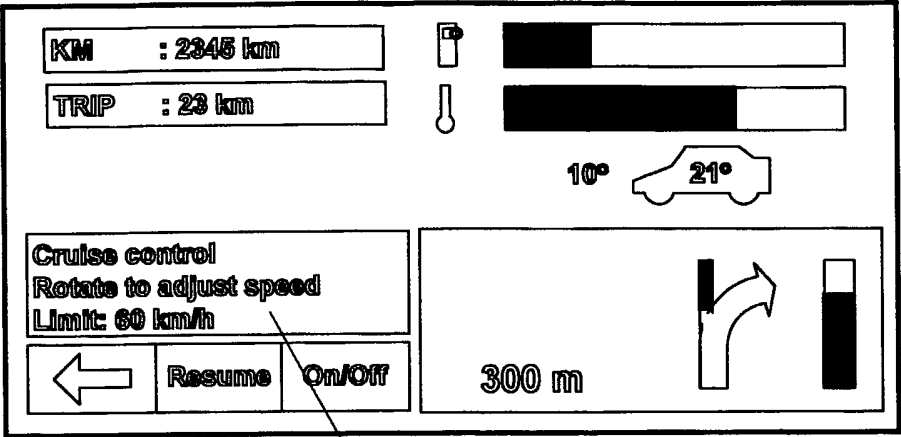 KM : 2345 km
TRIP : 23 km
10° 21°
Cruise control
Rotate to adjust speed
Limit: 60 km/h
Resume On/Off
300 m